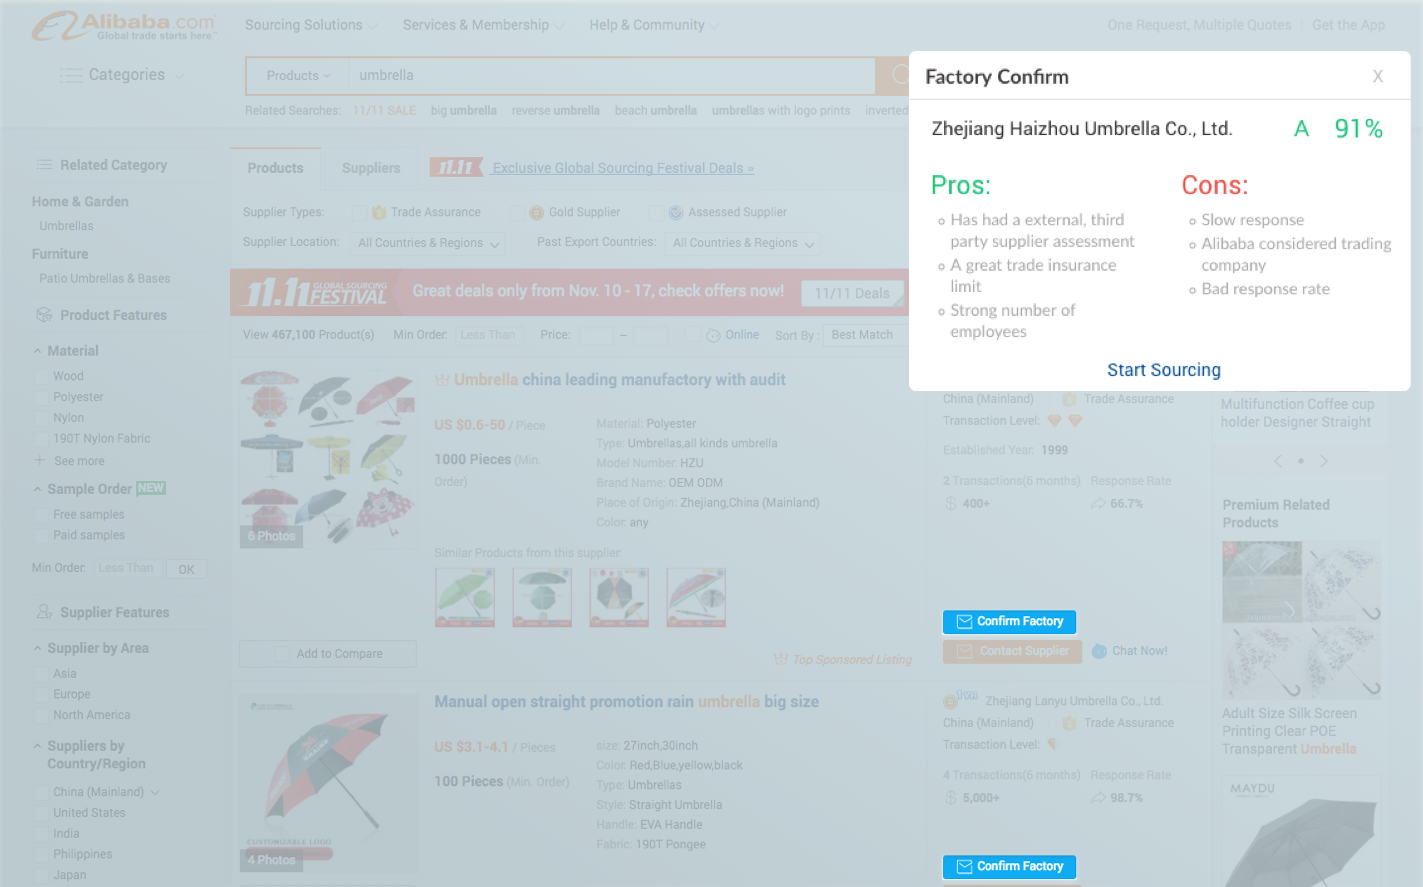 Alibaba.com
Global trade starts here.™
Sourcing Solutions
Services & Membership
Help & Community
One Request, Multiple Quotes
Get the App
Categories
Products
umbrella
Related Searches: 11/11 SALE big umbrella reverse umbrella beach umbrella umbrellas with logo prints inverted
Factory Confirm
X
Zhejiang Haizhou Umbrella Co., Ltd. A 91%
Pros:
Has had a external, third
party supplier assessment
A great trade insurance
limit
Strong number of
employees
Cons:
Slow response
Alibaba considered trading
company
Bad response rate
Start Sourcing
Related Category
Home & Garden
Umbrellas
Furniture
Patio Umbrellas & Bases
Product Features
Material
Wood
Polyester
Nylon
190T Nylon Fabric
See more
Sample Order NEW
Free samples
Paid samples
Min Order: Less Than OK
Supplier Features
Supplier by Area
Asia
Europe
North America
Suppliers by
Country/Region
China (Mainland)
United States
India
Philippines
Japan
Products
Suppliers
11.11 Exclusive Global Sourcing Festival Deals »
Supplier Types: Trade Assurance Gold Supplier Assessed Supplier
Supplier Location: All Countries & Regions Past Export Countries: All Countries & Regions
11.11 GLOBAL SOURCING
FESTIVAL
Great deals only from Nov. 10 - 17, check offers now!
11/11 Deals
View 467,100 Product(s) Min Order: Less Than Price: – Online Sort By : Best Match
Umbrella china leading manufactory with audit
US $0.6-50 / Piece
1000 Pieces (Min.
Order)
Material: Polyester
Type: Umbrellas,all kinds umbrella
Model Number: HZU
Brand Name: OEM ODM
Place of Origin: Zhejiang,China (Mainland)
Color: any
6 Photos
Similar Products from this supplier:
Add to Compare
Top Sponsored Listing
China (Mainland) Trade Assurance
Transaction Level:
Established Year: 1999
2 Transactions(6 months) Response Rate
400+ 66.7%
Confirm Factory
Contact Supplier
Chat Now!
Multifunction Coffee cup
holder Designer Straight
Premium Related
Products
Adult Size Silk Screen
Printing Clear POE
Transparent Umbrella
MAYDU
Manual open straight promotion rain umbrella big size
US $3.1-4.1 / Pieces
100 Pieces (Min. Order)
size: 27inch,30inch
Color: Red,Blue,yellow,black
Type: Umbrellas
Style: Straight Umbrella
Handle: EVA Handle
Fabric: 190T Pongee
CUSTOMIZABLE LOGO
4 Photos
Zhejiang Lanyu Umbrella Co., Ltd.
China (Mainland) Trade Assurance
Transaction Level:
4 Transactions(6 months) Response Rate
5,000+ 98.7%
Confirm Factory